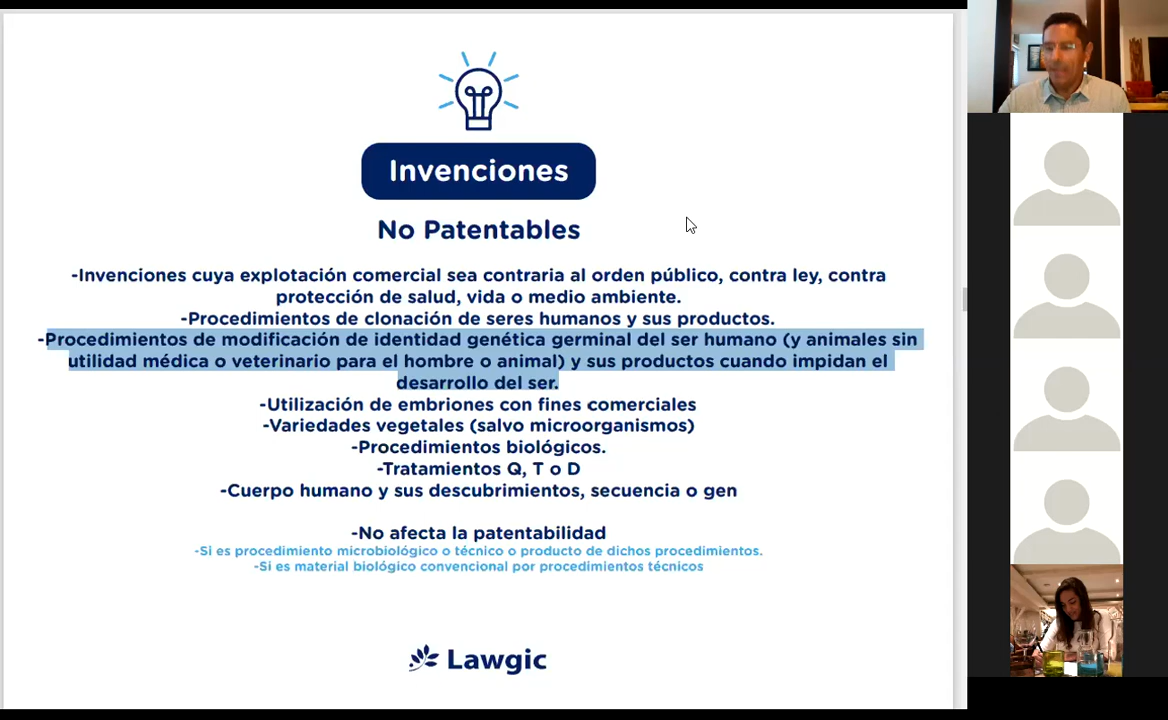 Invenciones
No Patentables
-Invenciones cuya explotación comercial sea contraria al orden público, contra ley, contra
protección de salud, vida o medio ambiente.
-Procedimientos de clonación de seres humanos y sus productos.
-Procedimientos de modificación de identidad genética germinal del ser humano (y animales sin
utilidad médica o veterinario para el hombre o animal) y sus productos cuando impidan el
desarrollo del ser.
-Utilización de embriones con fines comerciales
-Variedades vegetales (salvo microorganismos)
-Procedimientos biológicos.
-Tratamientos Q, T o D
-Cuerpo humano y sus descubrimientos, secuencia o gen
-No afecta la patentabilidad
-Si es procedimiento microbiológico o técnico o producto de dichos procedimientos.
-Si es material biológico convencional por procedimientos técnicos
Lawgic